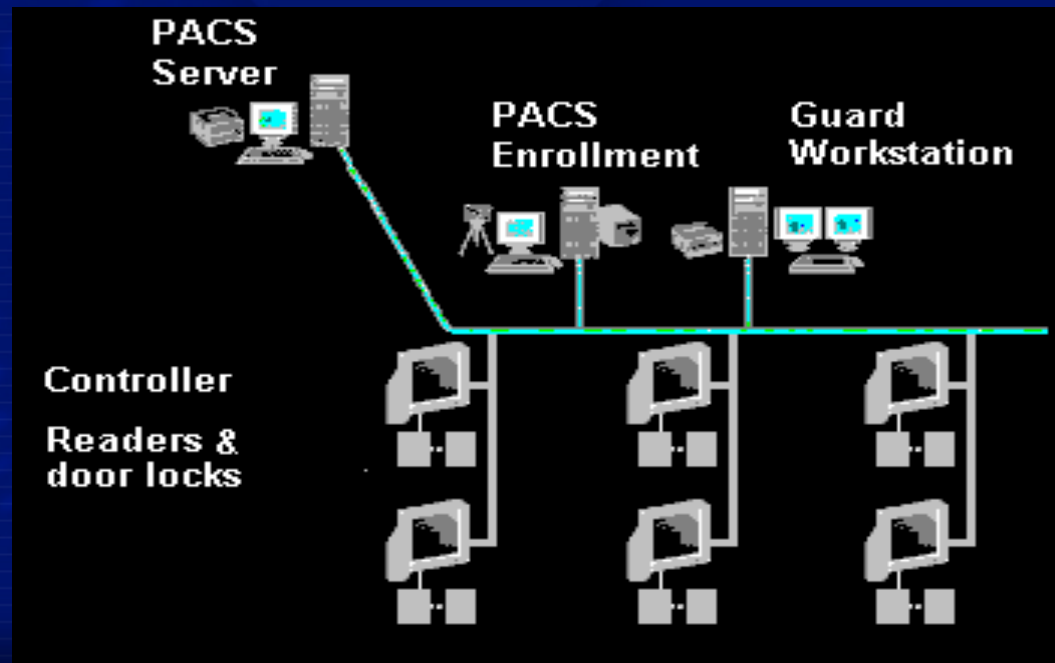 PACS
Server
PACS
Enrollment
Guard
Workstation
Controller
Readers &
door locks